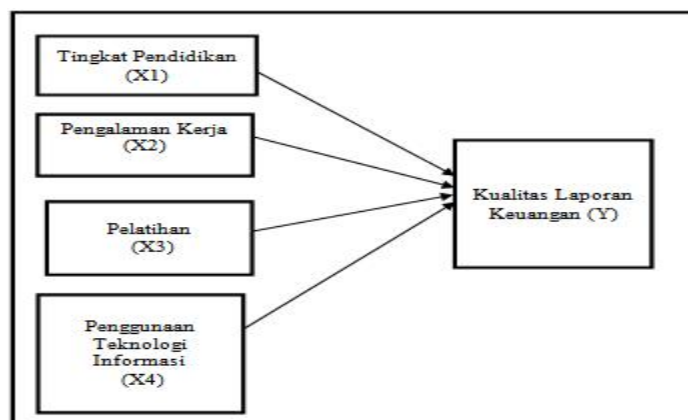 Tingkat Pendidikan
(X1)
Pengalaman Kerja
(X2)
Pelatihan
(X3)
Penggunaan
Teknologi
Informasi
(X4)
Kualitas Laporan
Keuangan (Y)